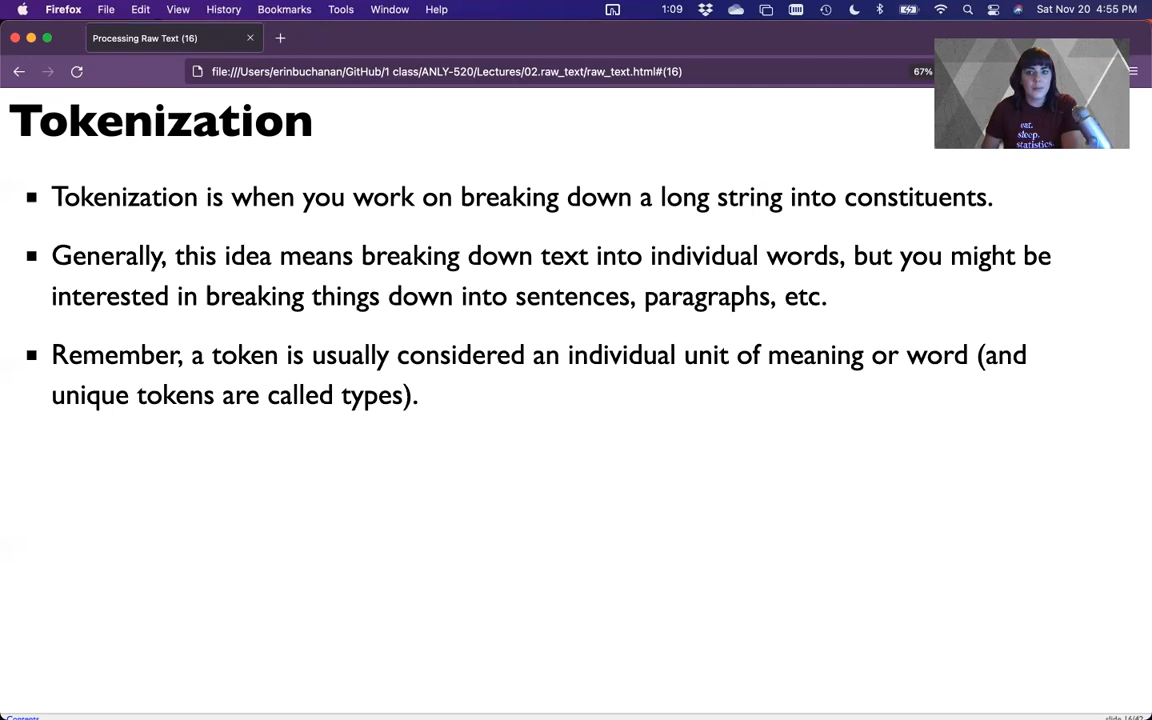 Firefox File Edit View History Bookmarks Tools Window Help 1:09 Sat Nov 20 4:55 PM
Processing Raw Text (16)
file:///Users/erinbuchanan/GitHub/1 class/ANLY-520/Lectures/02.raw_text/raw_text.html#(16) 67%
eat.
sleep.
statistics.
Tokenization
Tokenization is when you work on breaking down a long string into constituents.
Generally, this idea means breaking down text into individual words, but you might be
interested in breaking things down into sentences, paragraphs, etc.
Remember, a token is usually considered an individual unit of meaning or word (and
unique tokens are called types).
Contents